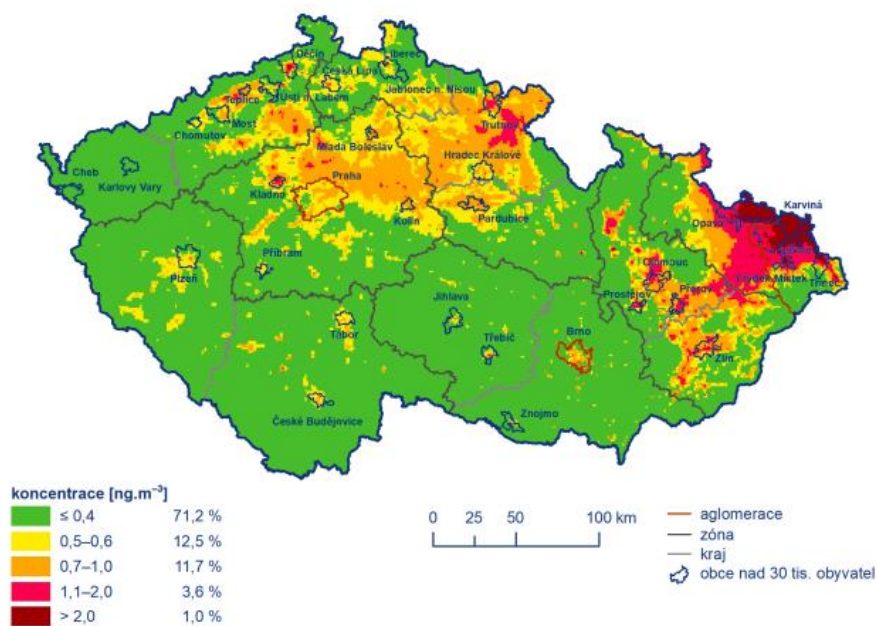 Děčín
Liberec
Česká Lípa
Jablonec n. Nisou
Teplice
Ústí n. Labem
Trutnov
Most
Chomutov
Mladá Boleslav
Hradec Králové
Cheb
Karlovy Vary
Praha
Kladno
Karviná
Kolín
Pardubice
Opava
Olomouc
Příbram
Plzeň
Frýdek Místek
Třinec
Prostějov
Přerov
Jihlava
Tábor
Třebíč
Brno
Zlín
České Budějovice
Znojmo
koncentrace [ng.m⁻³]
≤ 0,4 71,2 %
0,5–0,6 12,5 %
0,7–1,0 11,7 %
1,1–2,0 3,6 %
> 2,0 1,0 %
0 25 50 100 km
aglomerace
zóna
kraj
obce nad 30 tis. obyvatel